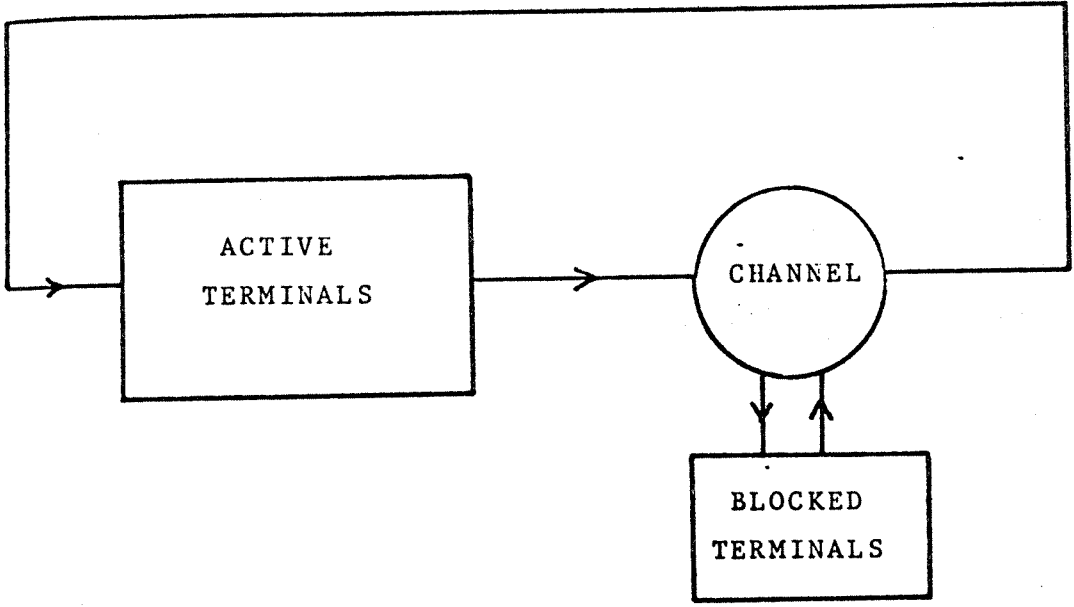 ACTIVE
TERMINALS
CHANNEL
BLOCKED
TERMINALS